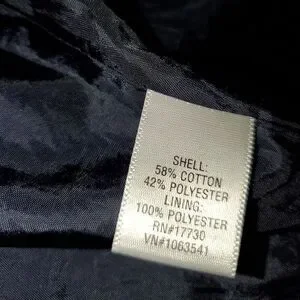 SHELL:
58% COTTON
42% POLYESTER
LINING:
100% POLYESTER
RN#17730
VN#1063541